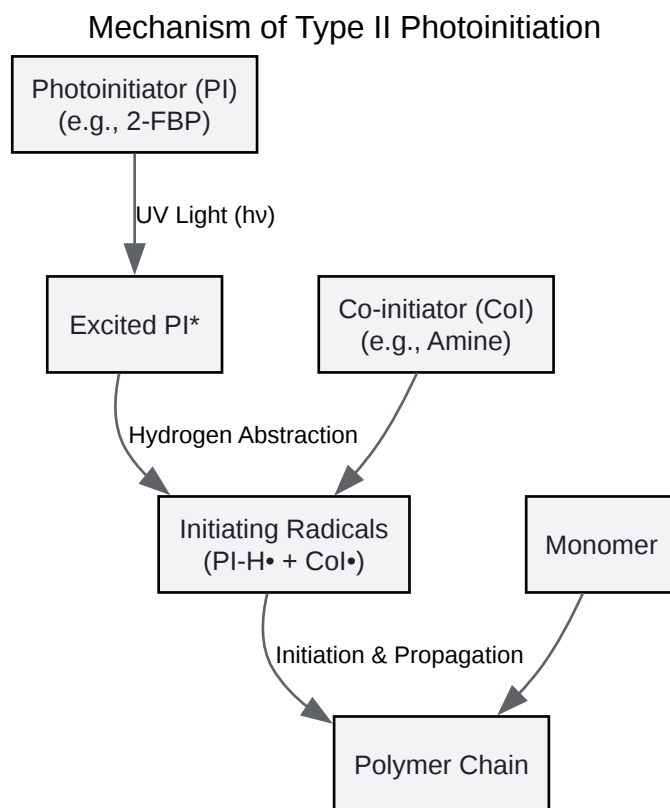 Mechanism of Type II Photoinitiation
Photoinitiator (PI)
(e.g., 2-FBP)
UV Light (hν)
Excited PI*
Co-initiator (CoI)
(e.g., Amine)
Hydrogen Abstraction
Initiating Radicals
(PI-H• + CoI•)
Monomer
Initiation & Propagation
Polymer Chain